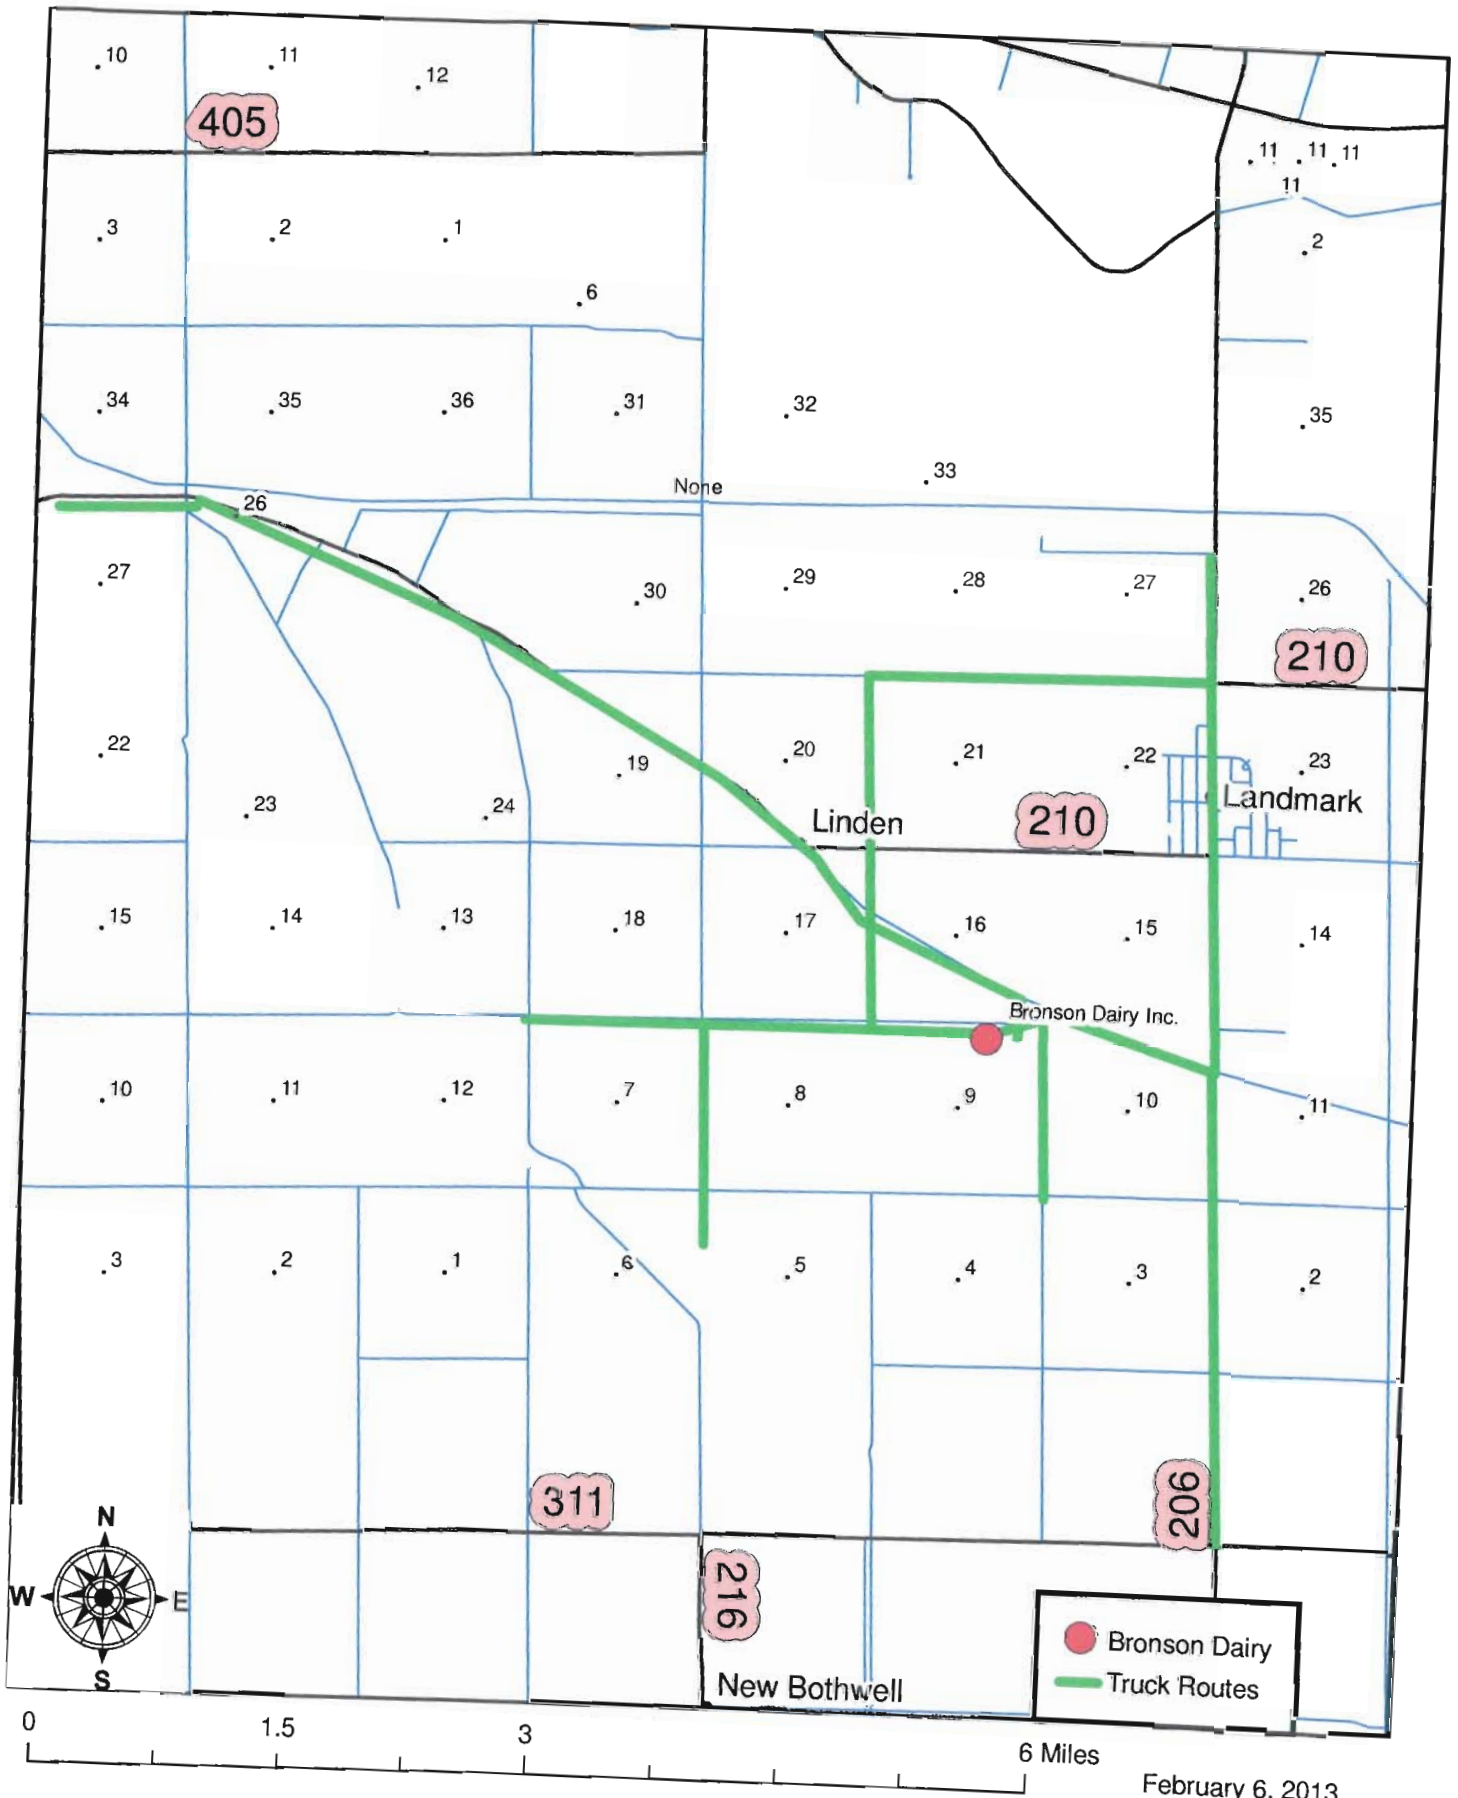 10 11 12
405
11 11 11
11
3 2 1 2
6
34 35 36 31 32 35
33
None
26
27 30 29 28 27 26
210
22 19 20 21 22 23
23 24 Linden 210 Landmark
15 14 13 18 17 16 15 14
Bronson Dairy Inc.
10 11 12 7 8 9 10 11
3 2 1 6 5 4 3 2
311 206
N
W E
S
216
Bronson Dairy
Truck Routes
New Bothwell
0 1.5 3 6 Miles
February 6, 2013